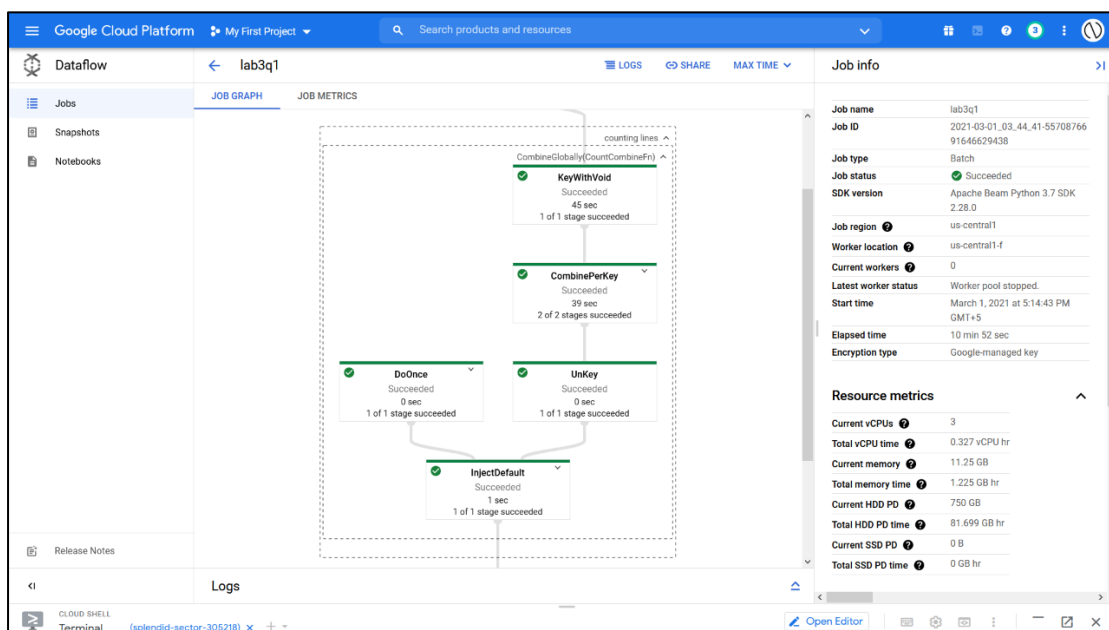 Google Cloud Platform
My First Project
Search products and resources
3
Dataflow
lab3q1
LOGS
SHARE
MAX TIME
Job info
Jobs
Snapshots
Notebooks
Release Notes
JOB GRAPH
JOB METRICS
counting lines
CombineGlobally(CountCombineFn)
KeyWithVoid
Succeeded
45 sec
1 of 1 stage succeeded
CombinePerKey
Succeeded
39 sec
2 of 2 stages succeeded
DoOnce
Succeeded
0 sec
1 of 1 stage succeeded
UnKey
Succeeded
0 sec
1 of 1 stage succeeded
InjectDefault
Succeeded
1 sec
1 of 1 stage succeeded
Job name lab3q1
Job ID 2021-03-01_03_44_41-55708766
91646629438
Job type Batch
Job status Succeeded
SDK version Apache Beam Python 3.7 SDK
2.28.0
Job region us-central1
Worker location us-central1-f
Current workers 0
Latest worker status Worker pool stopped.
Start time March 1, 2021 at 5:14:43 PM
GMT+5
Elapsed time 10 min 52 sec
Encryption type Google-managed key
Resource metrics
Current vCPUs 3
Total vCPU time 0.327 vCPU hr
Current memory 11.25 GB
Total memory time 1.225 GB hr
Current HDD PD 750 GB
Total HDD PD time 81.699 GB hr
Current SSD PD 0 B
Total SSD PD time 0 GB hr
Logs
CLOUD SHELL
Terminal (splendid-sector-305218)
Open Editor